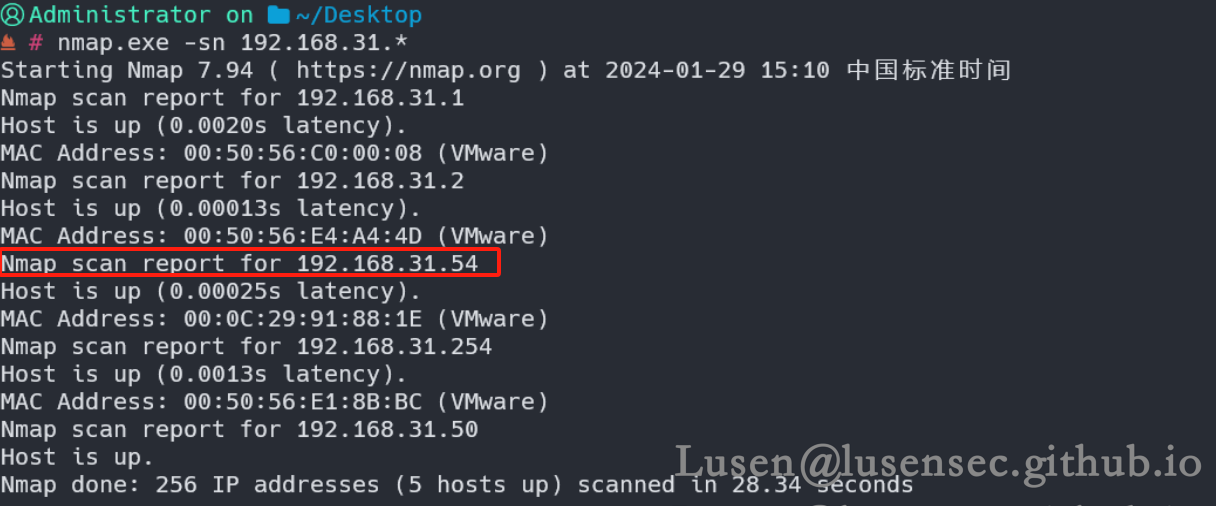 Administrator on ~/Desktop
# nmap.exe -sn 192.168.31.*
Starting Nmap 7.94 ( https://nmap.org ) at 2024-01-29 15:10 中国标准时间
Nmap scan report for 192.168.31.1
Host is up (0.0020s latency).
MAC Address: 00:50:56:C0:00:08 (VMware)
Nmap scan report for 192.168.31.2
Host is up (0.00013s latency).
MAC Address: 00:50:56:E4:A4:4D (VMware)
Nmap scan report for 192.168.31.54
Host is up (0.00025s latency).
MAC Address: 00:0C:29:91:88:1E (VMware)
Nmap scan report for 192.168.31.254
Host is up (0.0013s latency).
MAC Address: 00:50:56:E1:8B:BC (VMware)
Nmap scan report for 192.168.31.50
Host is up.
Lusen@lusensec.github.io
Nmap done: 256 IP addresses (5 hosts up) scanned in 28.34 seconds